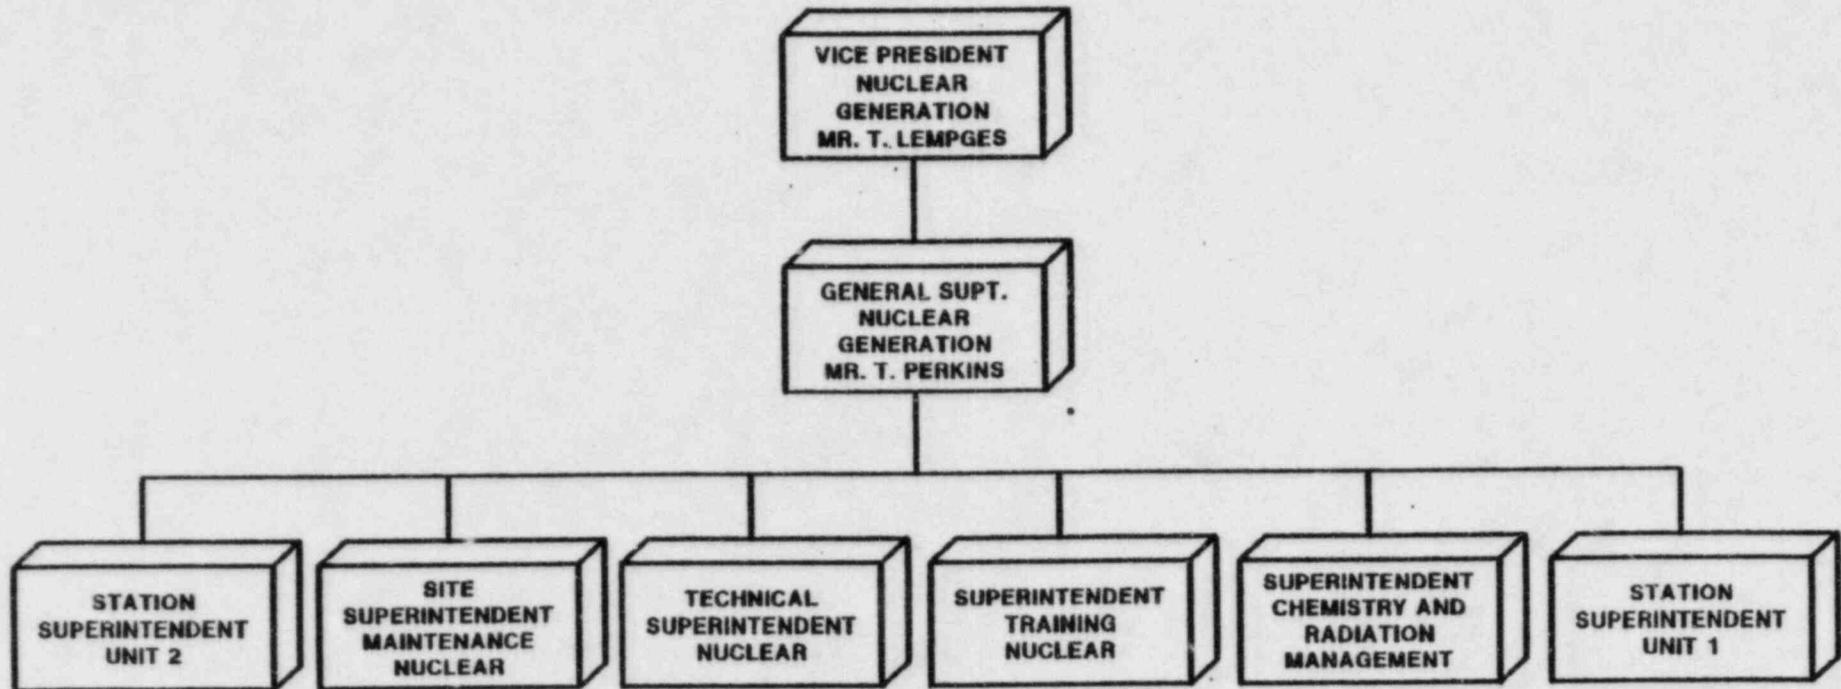 VICE PRESIDENT
NUCLEAR
GENERATION
MR. T. LEMPGES
GENERAL SUPT.
NUCLEAR
GENERATION
MR. T. PERKINS
STATION
SUPERINTENDENT
UNIT 2
SITE
SUPERINTENDENT
MAINTENANCE
NUCLEAR
TECHNICAL
SUPERINTENDENT
NUCLEAR
SUPERINTENDENT
TRAINING
NUCLEAR
SUPERINTENDENT
CHEMISTRY AND
RADIATION
MANAGEMENT
STATION
SUPERINTENDENT
UNIT 1